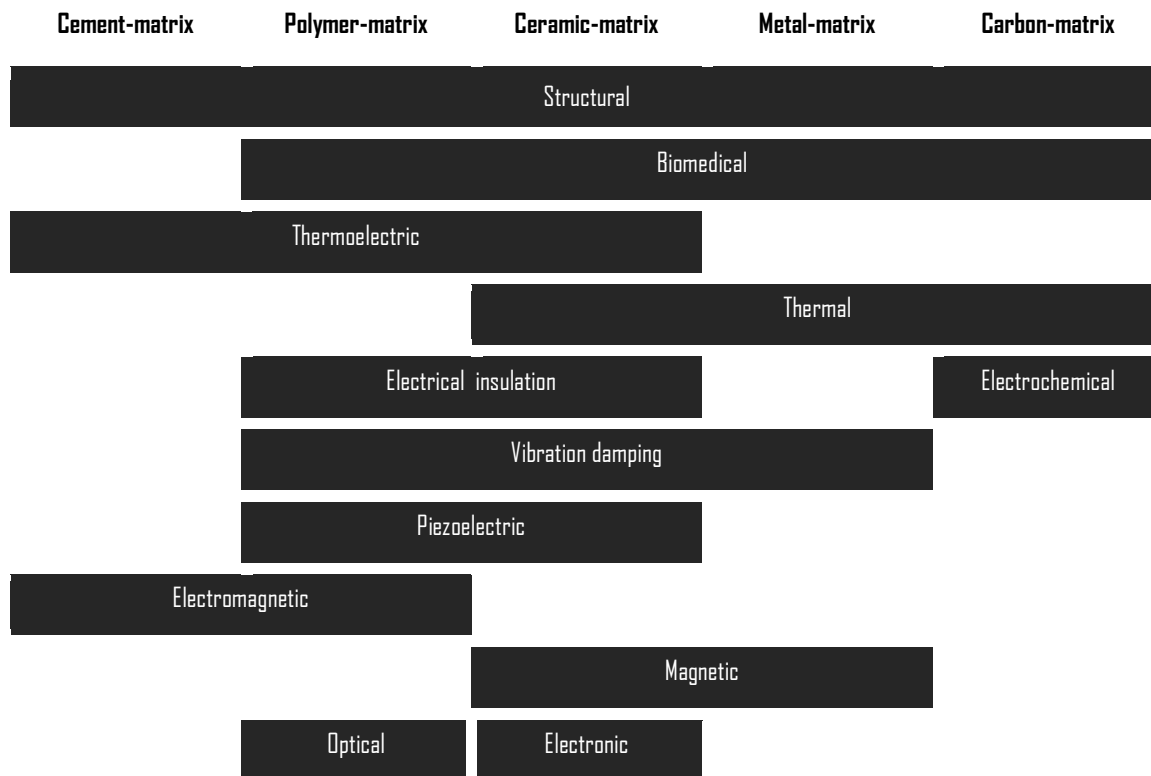 Cement-matrix Polymer-matrix Ceramic-matrix Metal-matrix Carbon-matrix
Structural
Biomedical
Thermoelectric
Thermal
Electrical insulation Electrochemical
Vibration damping
Piezoelectric
Electromagnetic
Magnetic
Optical Electronic